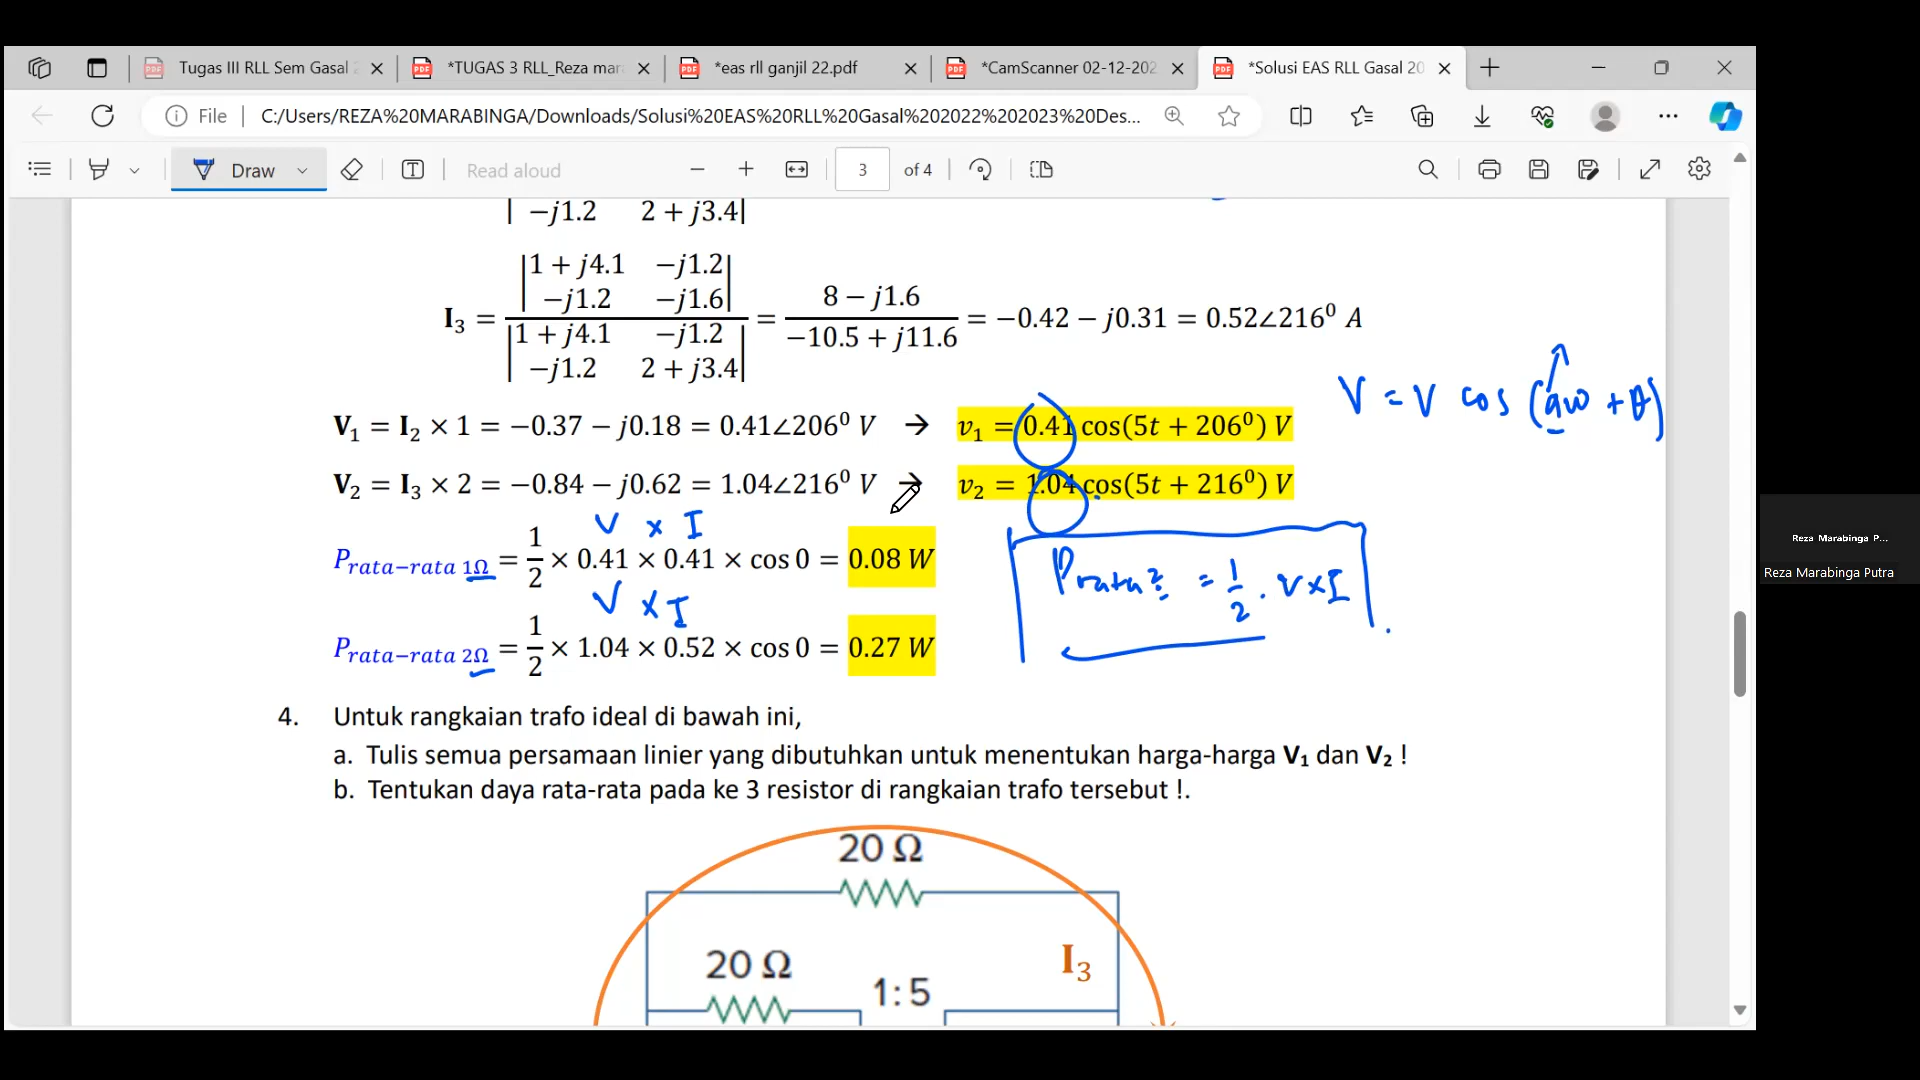 Tugas III RLL Sem Gasal 2
*TUGAS 3 RLL_Reza mar
*eas rll ganjil 22.pdf
*CamScanner 02-12-202
*Solusi EAS RLL Gasal 20
File
C:/Users/REZA%20MARABINGA/Downloads/Solusi%20EAS%20RLL%20Gasal%202022%202023%20Des...
Draw
Read aloud
3 of 4
|−j1.2 2 + j3.4|
I₃ = |1 + j4.1 −j1.2; −j1.2 −j1.6| / |1 + j4.1 −j1.2; −j1.2 2 + j3.4| = (8 − j1.6)/(−10.5 + j11.6) = −0.42 − j0.31 = 0.52∠216⁰ A
V = V cos (aω + θ)
V₁ = I₂ × 1 = −0.37 − j0.18 = 0.41∠206⁰ V → v₁ = 0.41 cos(5t + 206⁰) V
V₂ = I₃ × 2 = −0.84 − j0.62 = 1.04∠216⁰ V → v₂ = 1.04 cos(5t + 216⁰) V
V × I
P rata−rata 1Ω = 1/2 × 0.41 × 0.41 × cos 0 = 0.08 W
P rata² = 1/2 . V × I
V × I
P rata−rata 2Ω = 1/2 × 1.04 × 0.52 × cos 0 = 0.27 W
4. Untuk rangkaian trafo ideal di bawah ini,
a. Tulis semua persamaan linier yang dibutuhkan untuk menentukan harga-harga V₁ dan V₂ !
b. Tentukan daya rata-rata pada ke 3 resistor di rangkaian trafo tersebut !.
20 Ω
20 Ω
I₃
1:5
Reza Marabinga P...
Reza Marabinga Putra